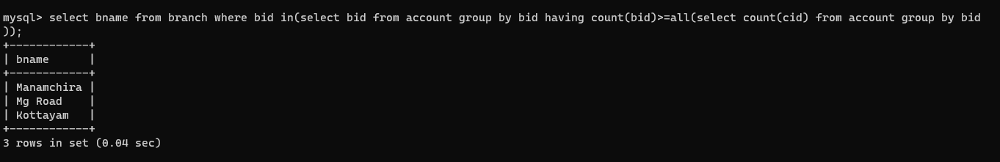 mysql> select bname from branch where bid in(select bid from account group by bid having count(bid)>=all(select count(cid) from account group by bid
));
+------------+
| bname      |
+------------+
| Manamchira |
| Mg Road    |
| Kottayam   |
+------------+
3 rows in set (0.04 sec)